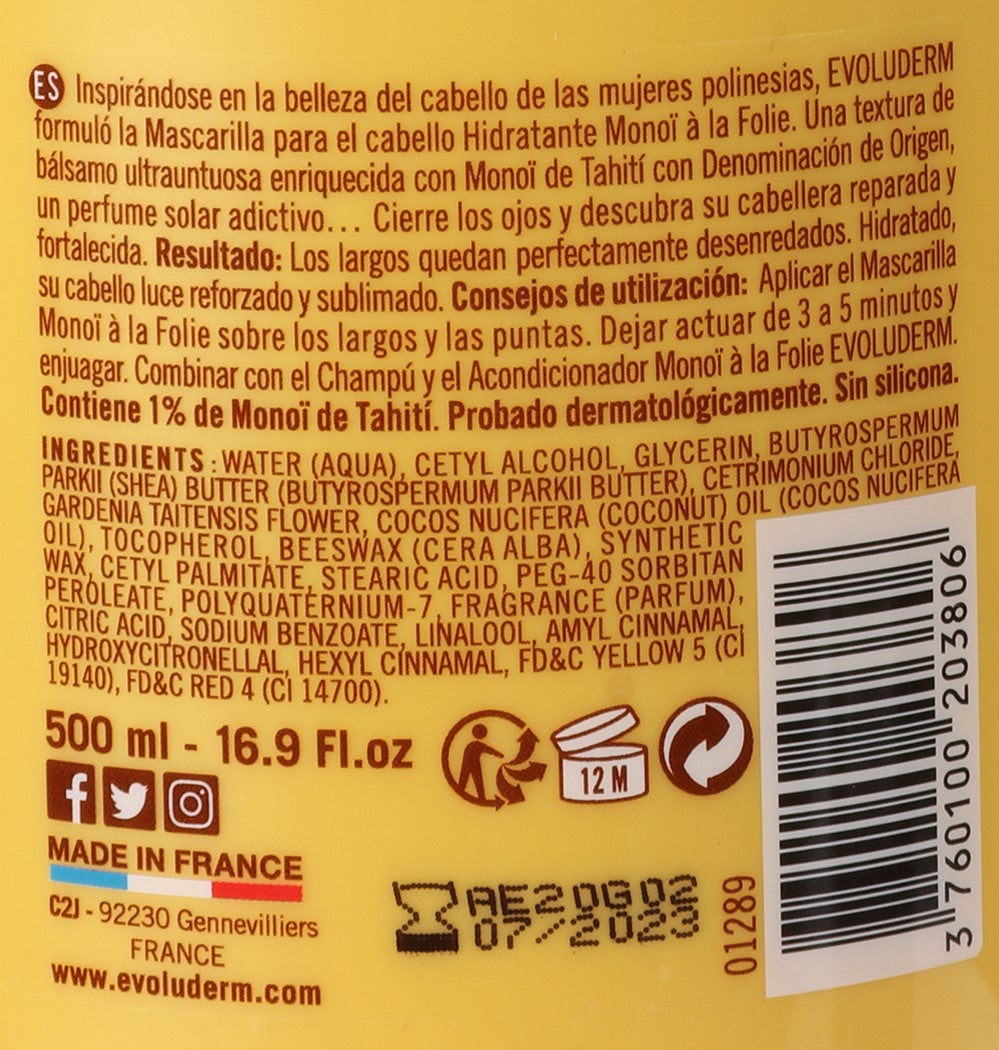 ES Inspirándose en la belleza del cabello de las mujeres polinesias, EVOLUDERM
formuló la Mascarilla para el cabello Hidratante Monoï à la Folie. Una textura de
bálsamo ultrauntuosa enriquecida con Monoï de Tahití con Denominación de Origen,
un perfume solar adictivo... Cierre los ojos y descubra su cabellera reparada y
fortalecida. Resultado: Los largos quedan perfectamente desenredados. Hidratado,
su cabello luce reforzado y sublimado. Consejos de utilización: Aplicar el Mascarilla
Monoï à la Folie sobre los largos y las puntas. Dejar actuar de 3 a 5 minutos y
enjuagar. Combinar con el Champú y el Acondicionador Monoï à la Folie EVOLUDERM.
Contiene 1% de Monoï de Tahití. Probado dermatológicamente. Sin silicona.
INGREDIENTS : WATER (AQUA), CETYL ALCOHOL, GLYCERIN, BUTYROSPERMUM
PARKII (SHEA) BUTTER (BUTYROSPERMUM PARKII BUTTER), CETRIMONIUM CHLORIDE,
GARDENIA TAITENSIS FLOWER, COCOS NUCIFERA (COCONUT) OIL (COCOS NUCIFERA
OIL), TOCOPHEROL, BEESWAX (CERA ALBA), SYNTHETIC
WAX, CETYL PALMITATE, STEARIC ACID, PEG-40 SORBITAN
PEROLEATE, POLYQUATERNIUM-7, FRAGRANCE (PARFUM),
CITRIC ACID, SODIUM BENZOATE, LINALOOL, AMYL CINNAMAL,
HYDROXYCITRONELLAL, HEXYL CINNAMAL, FD&C YELLOW 5 (CI
19140), FD&C RED 4 (CI 14700).
500 ml - 16.9 Fl.oz
12 M
MADE IN FRANCE
C2J - 92230 Gennevilliers
FRANCE
www.evoluderm.com
AE20G02
07/2023
01289
3 760100 203806